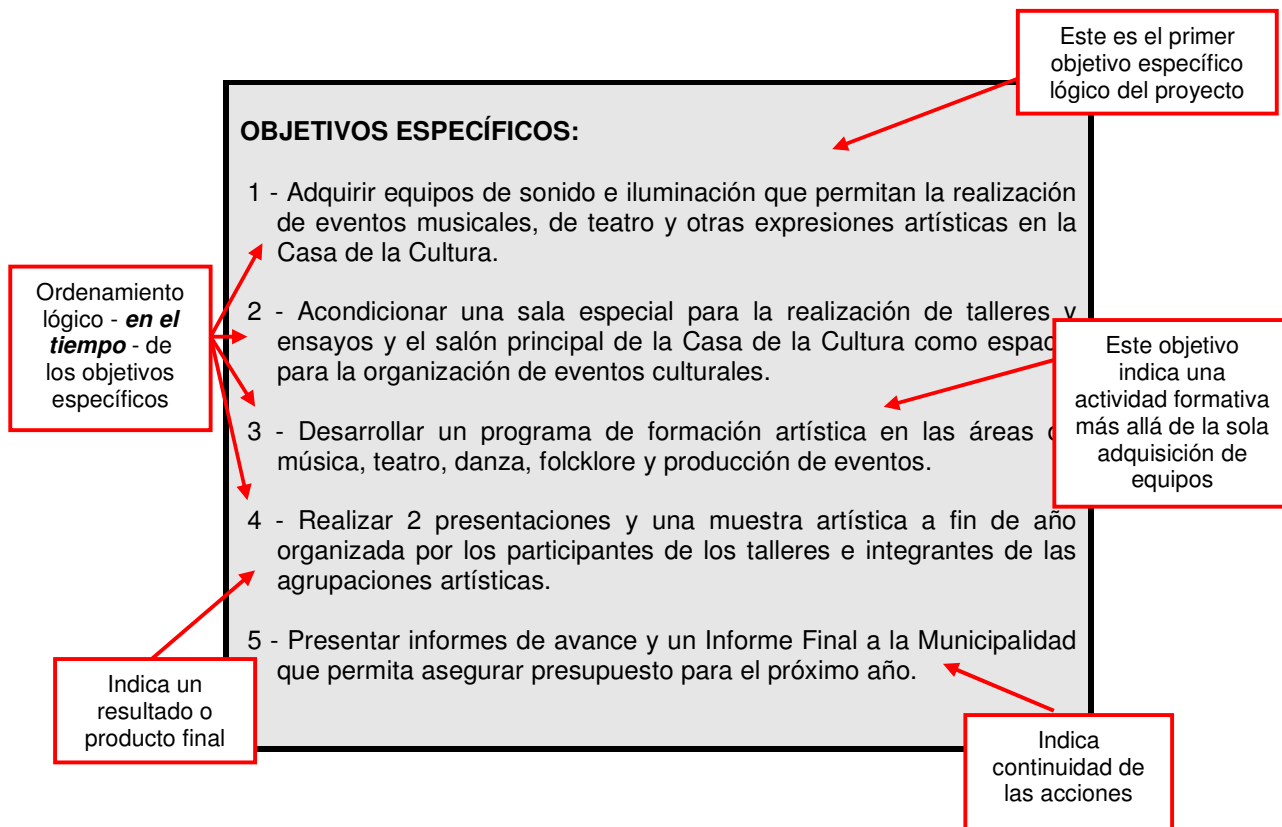 Este es el primer
objetivo específico
lógico del proyecto
OBJETIVOS ESPECÍFICOS:
1 - Adquirir equipos de sonido e iluminación que permitan la realización
de eventos musicales, de teatro y otras expresiones artísticas en la
Casa de la Cultura.
Ordenamiento
lógico - en el
tiempo - de
los objetivos
específicos
2 - Acondicionar una sala especial para la realización de talleres y
ensayos y el salón principal de la Casa de la Cultura como espac
para la organización de eventos culturales.
Este objetivo
indica una
actividad formativa
más allá de la sola
adquisición de
equipos
3 - Desarrollar un programa de formación artística en las áreas
música, teatro, danza, folcklore y producción de eventos.
4 - Realizar 2 presentaciones y una muestra artística a fin de año
organizada por los participantes de los talleres e integrantes de las
agrupaciones artísticas.
5 - Presentar informes de avance y un Informe Final a la Municipalidad
que permita asegurar presupuesto para el próximo año.
Indica un
resultado o
producto final
Indica
continuidad de
las acciones